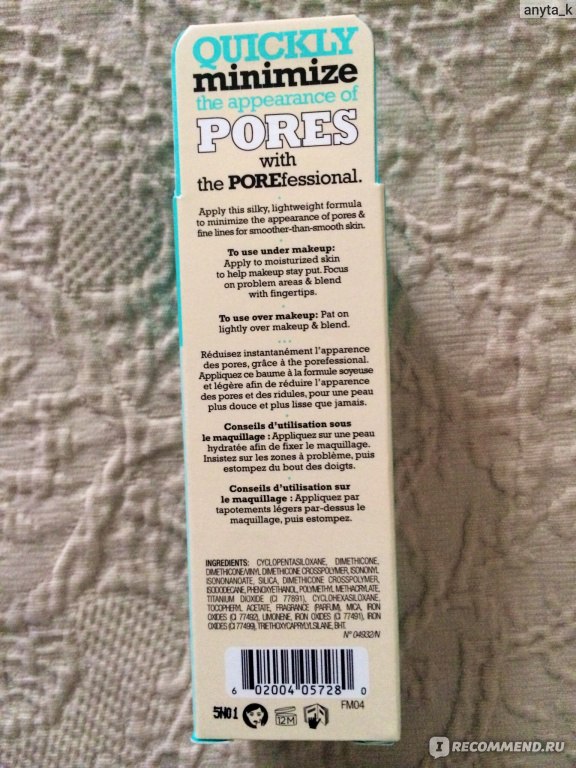 anyta_k
QUICKLY
minimize
the appearance of
PORES
with
the POREfessional.
Apply this silky, lightweight formula
to minimize the appearance of pores &
fine lines for smoother-than-smooth skin.
To use under makeup:
Apply to moisturized skin
to help makeup stay put. Focus
on problem areas & blend
with fingertips.
To use over makeup: Pat on
lightly over makeup & blend.
Réduisez instantanément l'apparence
des pores, grâce à the porefessional.
Appliquez ce baume à la formule soyeuse
et légère afin de réduire l'apparence
des pores et des ridules, pour une peau
plus douce et plus lisse que jamais.
Conseils d'utilisation sous
le maquillage : Appliquez sur une peau
hydratée afin de fixer le maquillage.
Insistez sur les zones à problème, puis
estompez du bout des doigts.
Conseils d'utilisation sur
le maquillage : Appliquez par
tapotements légers par-dessus le
maquillage, puis estompez.
INGREDIENTS: CYCLOPENTASILOXANE, DIMETHICONE,
DIMETHICONE/VINYL DIMETHICONE CROSSPOLYMER, ISONONYL
ISONONANOATE, SILICA, DIMETHICONE CROSSPOLYMER,
ISODODECANE, PHENOXYETHANOL, POLYMETHYL METHACRYLATE,
TITANIUM DIOXIDE (CI 77891), CYCLOHEXASILOXANE,
TOCOPHERYL ACETATE, FRAGRANCE (PARFUM), MICA, IRON
OXIDES (CI 77492), LIMONENE, IRON OXIDES (CI 77491), IRON
OXIDES (CI 77499), TRIETHOXYCAPRYLYLSILANE, BHT.
N° 04932/N
6 02004 05728 0
5N01 12M FM04
IRECOMMEND.RU